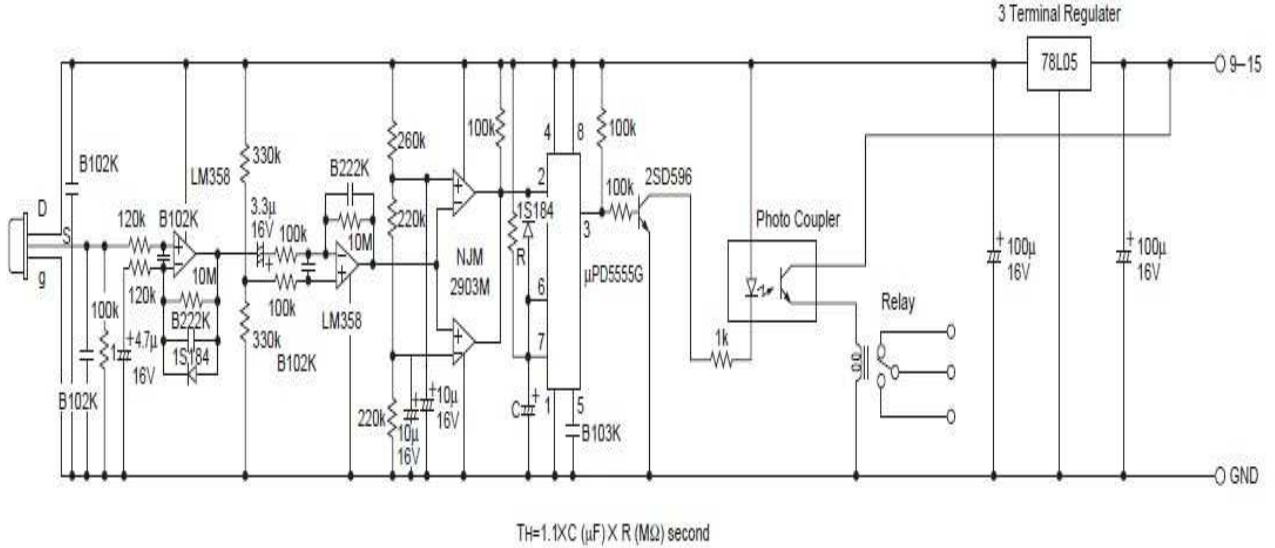 3 Terminal Regulater
78L05
9–15
B102K
LM358
330k
260k
100k
4
8
100k
B222K
1S184
2
100k
2SD596
Photo Coupler
D
S
g
120k
B102K
3.3µ
16V
100k
10M
220k
3
NJM
2903M
R
µPD5555G
+
100µ
16V
+
100µ
16V
10M
120k
100k
LM358
6
Relay
100k
B222K
+4.7µ
16V
1S184
330k
B102K
7
1k
1
B102K
220k
+
10µ
16V
+10µ
16V
C
+
1
5
B103K
GND
TH=1.1XC (µF) X R (MΩ) second